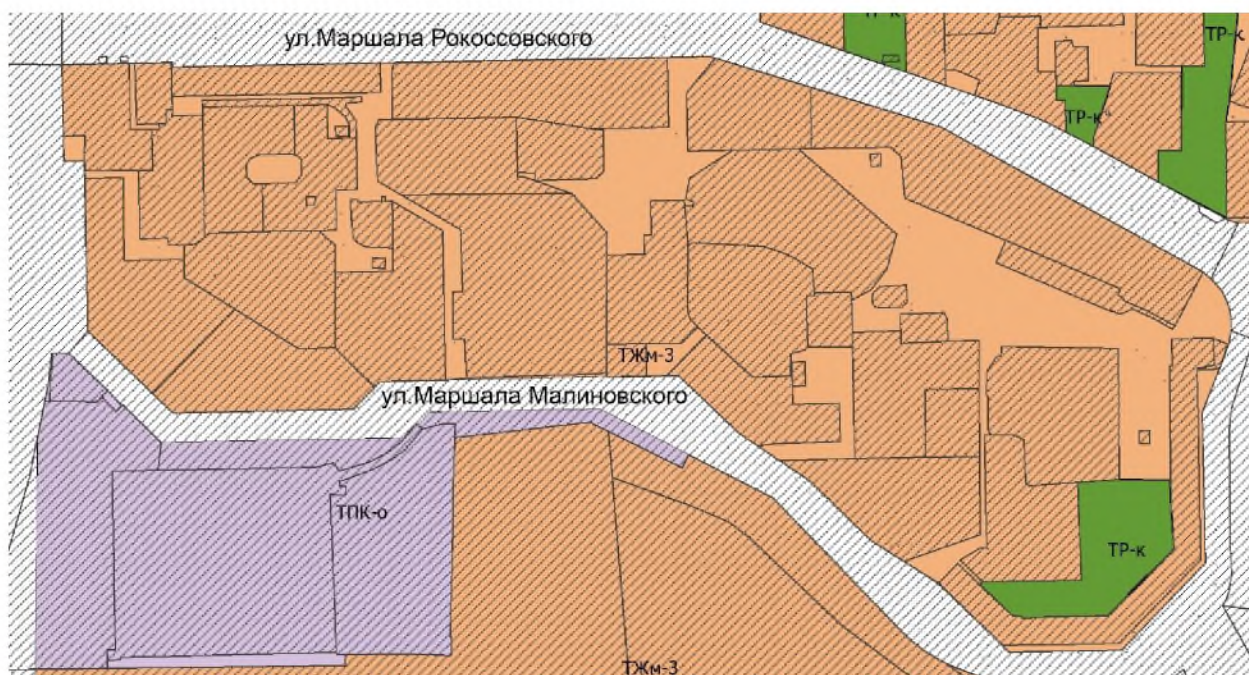 ТР-к
ул.Маршала Рокоссовского
ТР-к
ТР-к
ТЖм-3
ул.Маршала Малиновского
ТПК-о
ТР-к
ТЖм-3